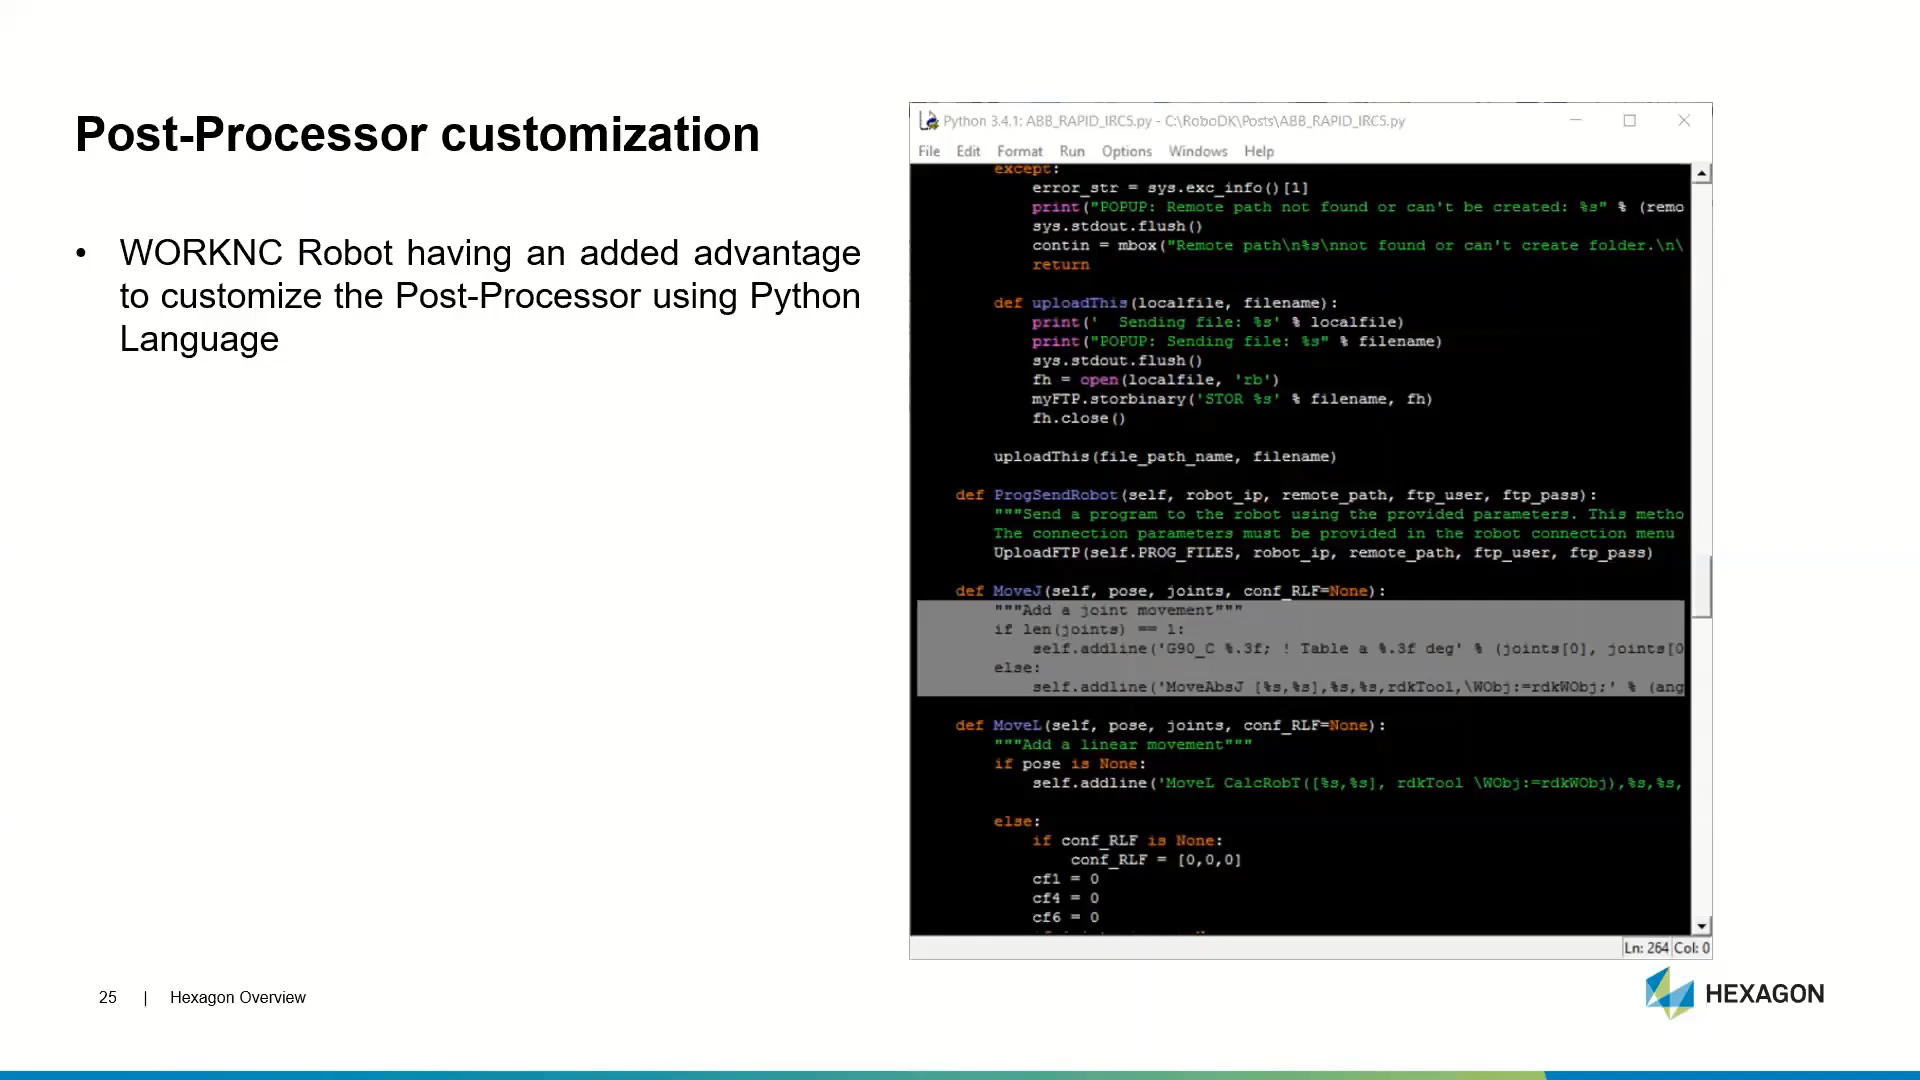 Post-Processor customization
• WORKNC Robot having an added advantage
to customize the Post-Processor using Python
Language
Python 3.4.1: ABB_RAPID_IRC5.py - C:\RoboDK\Posts\ABB_RAPID_IRC5.py
File Edit Format Run Options Windows Help
except:
error_str = sys.exc_info()[1]
print("POPUP: Remote path not found or can't be created: %s" % (remo
sys.stdout.flush()
contin = mbox("Remote path\n%s\nnot found or can't create folder.\n\
return
def uploadThis(localfile, filename):
print('  Sending file: %s' % localfile)
print("POPUP: Sending file: %s" % filename)
sys.stdout.flush()
fh = open(localfile, 'rb')
myFTP.storbinary('STOR %s' % filename, fh)
fh.close()
uploadThis(file_path_name, filename)
def ProgSendRobot(self, robot_ip, remote_path, ftp_user, ftp_pass):
"""Send a program to the robot using the provided parameters. This metho
The connection parameters must be provided in the robot connection menu
UploadFTP(self.PROG_FILES, robot_ip, remote_path, ftp_user, ftp_pass)
def MoveJ(self, pose, joints, conf_RLF=None):
"""Add a joint movement"""
if len(joints) == 1:
self.addline('G90_C %.3f; ! Table a %.3f deg' % (joints[0], joints[0
else:
self.addline('MoveAbsJ [%s,%s],%s,%s,rdkTool,\WObj:=rdkWObj;' % (ang
def MoveL(self, pose, joints, conf_RLF=None):
"""Add a linear movement"""
if pose is None:
self.addline('MoveL CalcRobT([%s,%s], rdkTool \WObj:=rdkWObj),%s,%s,
else:
if conf_RLF is None:
conf_RLF = [0,0,0]
cf1 = 0
cf4 = 0
cf6 = 0
Ln: 264 Col: 0
25 | Hexagon Overview
HEXAGON